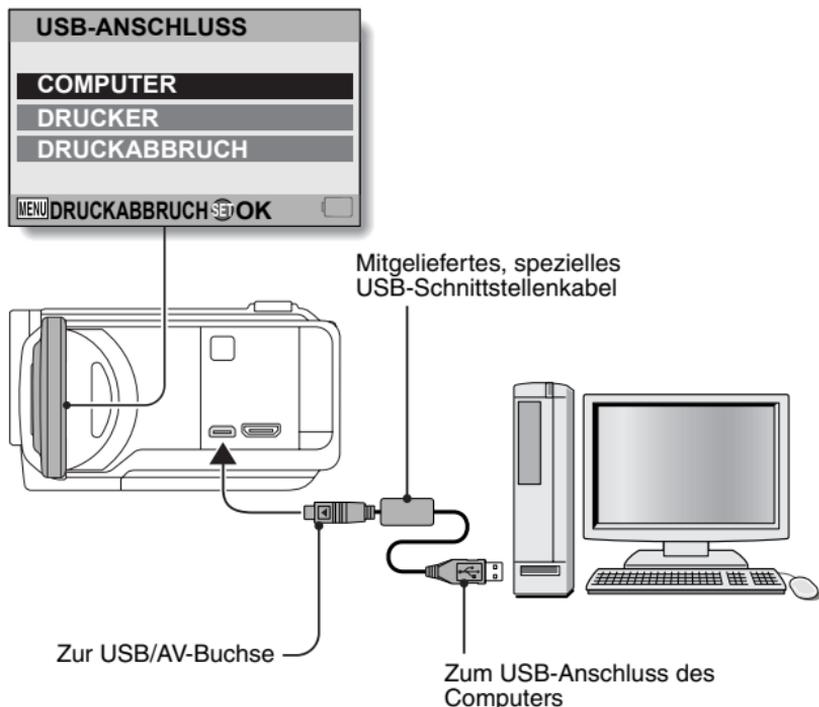 USB-ANSCHLUSS
COMPUTER
DRUCKER
DRUCKABBRUCH
MENU DRUCKABBRUCH SET OK
Mitgeliefertes, spezielles
USB-Schnittstellenkabel
Zur USB/AV-Buchse
Zum USB-Anschluss des
Computers